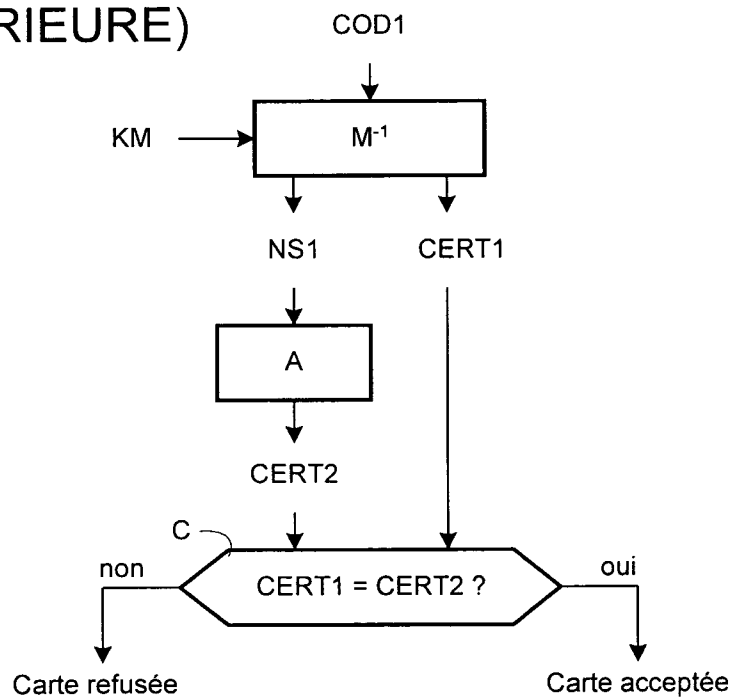 RIEURE)
COD1
KM
M-1
NS1
CERT1
A
CERT2
C
non
CERT1 = CERT2 ?
oui
Carte refusée
Carte acceptée